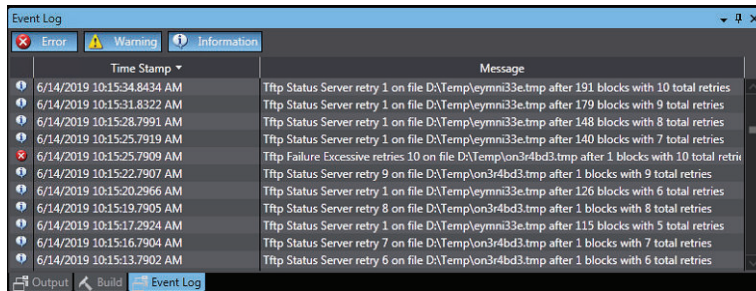 Event Log
Error Warning Information
Time Stamp Message
6/14/2019 10:15:34.8434 AM Tftp Status Server retry 1 on file D:\Temp\eymni33e.tmp after 191 blocks with 10 total retries
6/14/2019 10:15:31.8322 AM Tftp Status Server retry 1 on file D:\Temp\eymni33e.tmp after 179 blocks with 9 total retries
6/14/2019 10:15:28.7991 AM Tftp Status Server retry 1 on file D:\Temp\eymni33e.tmp after 148 blocks with 8 total retries
6/14/2019 10:15:25.7919 AM Tftp Status Server retry 1 on file D:\Temp\eymni33e.tmp after 140 blocks with 7 total retries
6/14/2019 10:15:25.7909 AM Tftp Failure Excessive retries 10 on file D:\Temp\on3r4bd3.tmp after 1 blocks with 10 total retri
6/14/2019 10:15:22.7907 AM Tftp Status Server retry 9 on file D:\Temp\on3r4bd3.tmp after 1 blocks with 9 total retries
6/14/2019 10:15:20.2966 AM Tftp Status Server retry 1 on file D:\Temp\eymni33e.tmp after 126 blocks with 6 total retries
6/14/2019 10:15:19.7905 AM Tftp Status Server retry 8 on file D:\Temp\on3r4bd3.tmp after 1 blocks with 8 total retries
6/14/2019 10:15:17.2924 AM Tftp Status Server retry 1 on file D:\Temp\eymni33e.tmp after 115 blocks with 5 total retries
6/14/2019 10:15:16.7904 AM Tftp Status Server retry 7 on file D:\Temp\on3r4bd3.tmp after 1 blocks with 7 total retries
6/14/2019 10:15:13.7902 AM Tftp Status Server retry 6 on file D:\Temp\on3r4bd3.tmp after 1 blocks with 6 total retries
Output Build Event Log